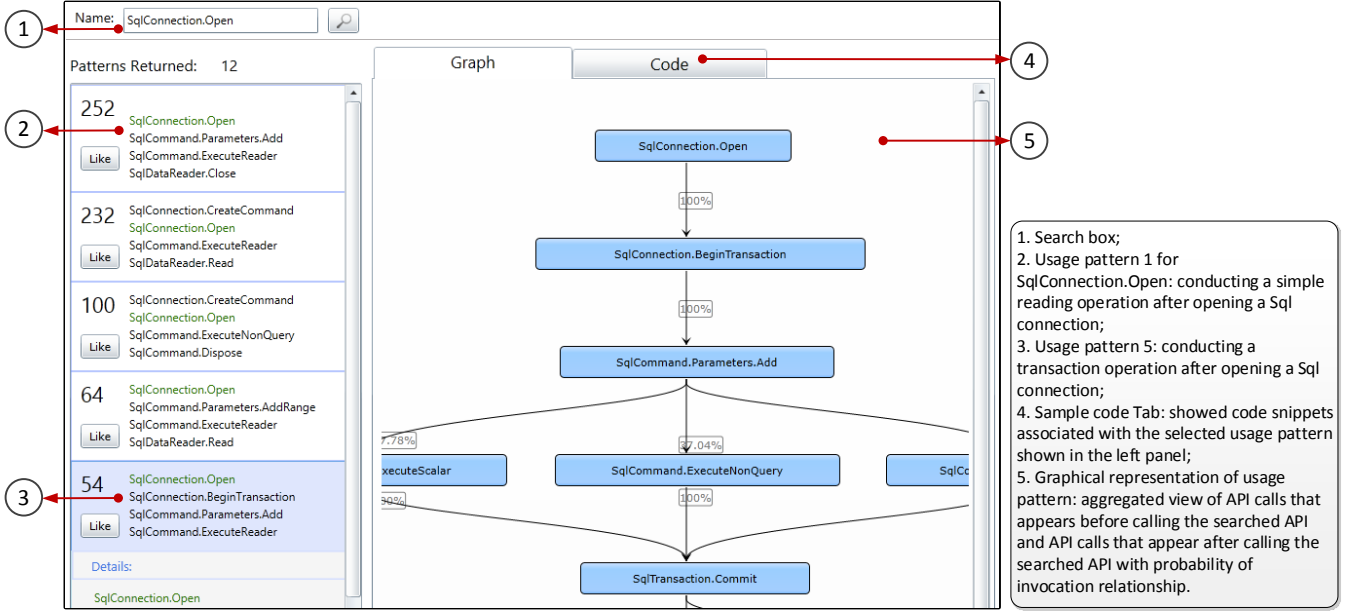 Name: SqlConnection.Open
1
Patterns Returned: 12
Graph
Code
4
252
SqlConnection.Open
SqlCommand.Parameters.Add
SqlCommand.ExecuteReader
SqlDataReader.Close
Like
2
232
SqlConnection.CreateCommand
SqlConnection.Open
SqlCommand.ExecuteReader
SqlDataReader.Read
Like
100
SqlConnection.CreateCommand
SqlConnection.Open
SqlCommand.ExecuteNonQuery
SqlCommand.Dispose
Like
64
SqlConnection.Open
SqlCommand.Parameters.AddRange
SqlCommand.ExecuteReader
SqlDataReader.Read
Like
54
SqlConnection.Open
SqlConnection.BeginTransaction
SqlCommand.Parameters.Add
SqlCommand.ExecuteReader
Like
3
Details:
SqlConnection.Open
SqlConnection.Open
5
100%
SqlConnection.BeginTransaction
100%
SqlCommand.Parameters.Add
7.78%
37.04%
xecuteScalar
SqlCommand.ExecuteNonQuery
SqlCo
100%
SqlTransaction.Commit
1. Search box;
2. Usage pattern 1 for
SqlConnection.Open: conducting a simple
reading operation after opening a Sql
connection;
3. Usage pattern 5: conducting a
transaction operation after opening a Sql
connection;
4. Sample code Tab: showed code snippets
associated with the selected usage pattern
shown in the left panel;
5. Graphical representation of usage
pattern: aggregated view of API calls that
appears before calling the searched API
and API calls that appear after calling the
searched API with probability of
invocation relationship.